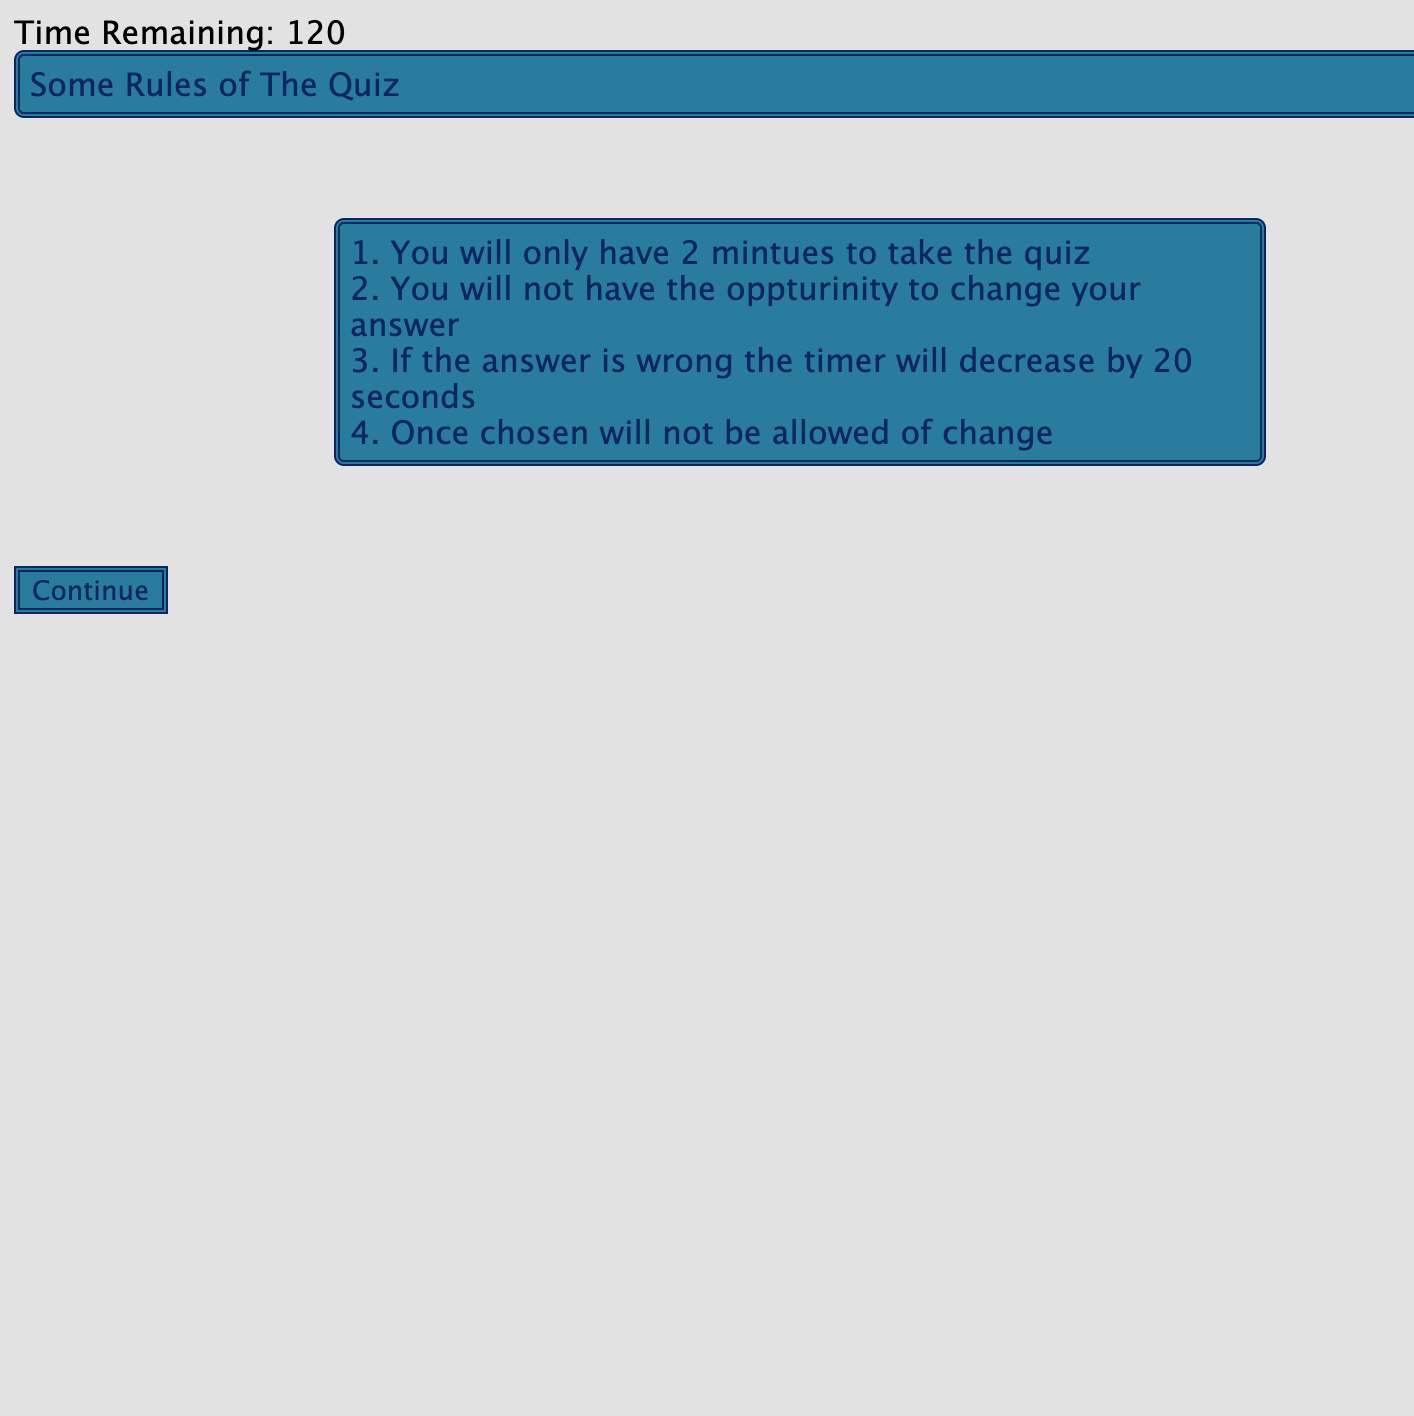 Time Remaining: 120
Some Rules of The Quiz
1. You will only have 2 mintues to take the quiz
2. You will not have the oppturinity to change your
answer
3. If the answer is wrong the timer will decrease by 20
seconds
4. Once chosen will not be allowed of change
Continue